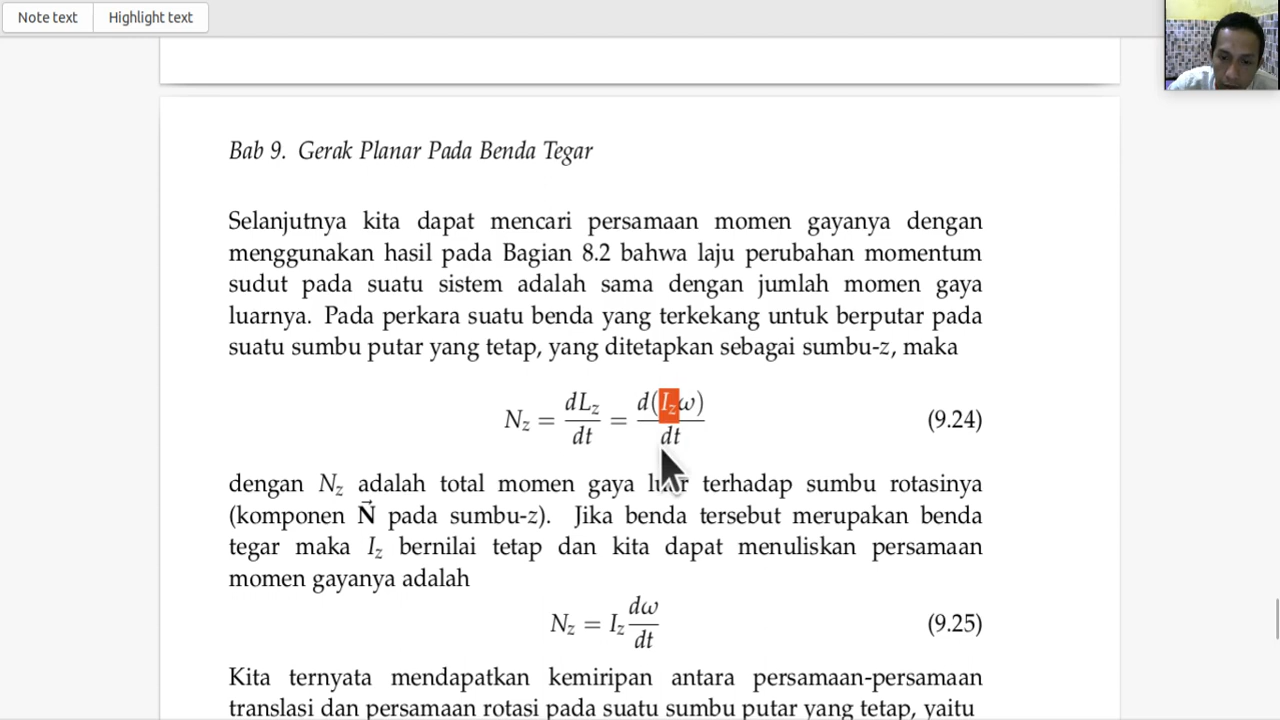 Note text Highlight text
Bab 9. Gerak Planar Pada Benda Tegar
Selanjutnya kita dapat mencari persamaan momen gayanya dengan
menggunakan hasil pada Bagian 8.2 bahwa laju perubahan momentum
sudut pada suatu sistem adalah sama dengan jumlah momen gaya
luarnya. Pada perkara suatu benda yang terkekang untuk berputar pada
suatu sumbu putar yang tetap, yang ditetapkan sebagai sumbu-z, maka
N_z = dL_z/dt = d(I_zω)/dt (9.24)
dengan N_z adalah total momen gaya luar terhadap sumbu rotasinya
(komponen N⃗ pada sumbu-z). Jika benda tersebut merupakan benda
tegar maka I_z bernilai tetap dan kita dapat menuliskan persamaan
momen gayanya adalah
N_z = I_z dω/dt (9.25)
Kita ternyata mendapatkan kemiripan antara persamaan-persamaan
translasi dan persamaan rotasi pada suatu sumbu putar yang tetap, yaitu